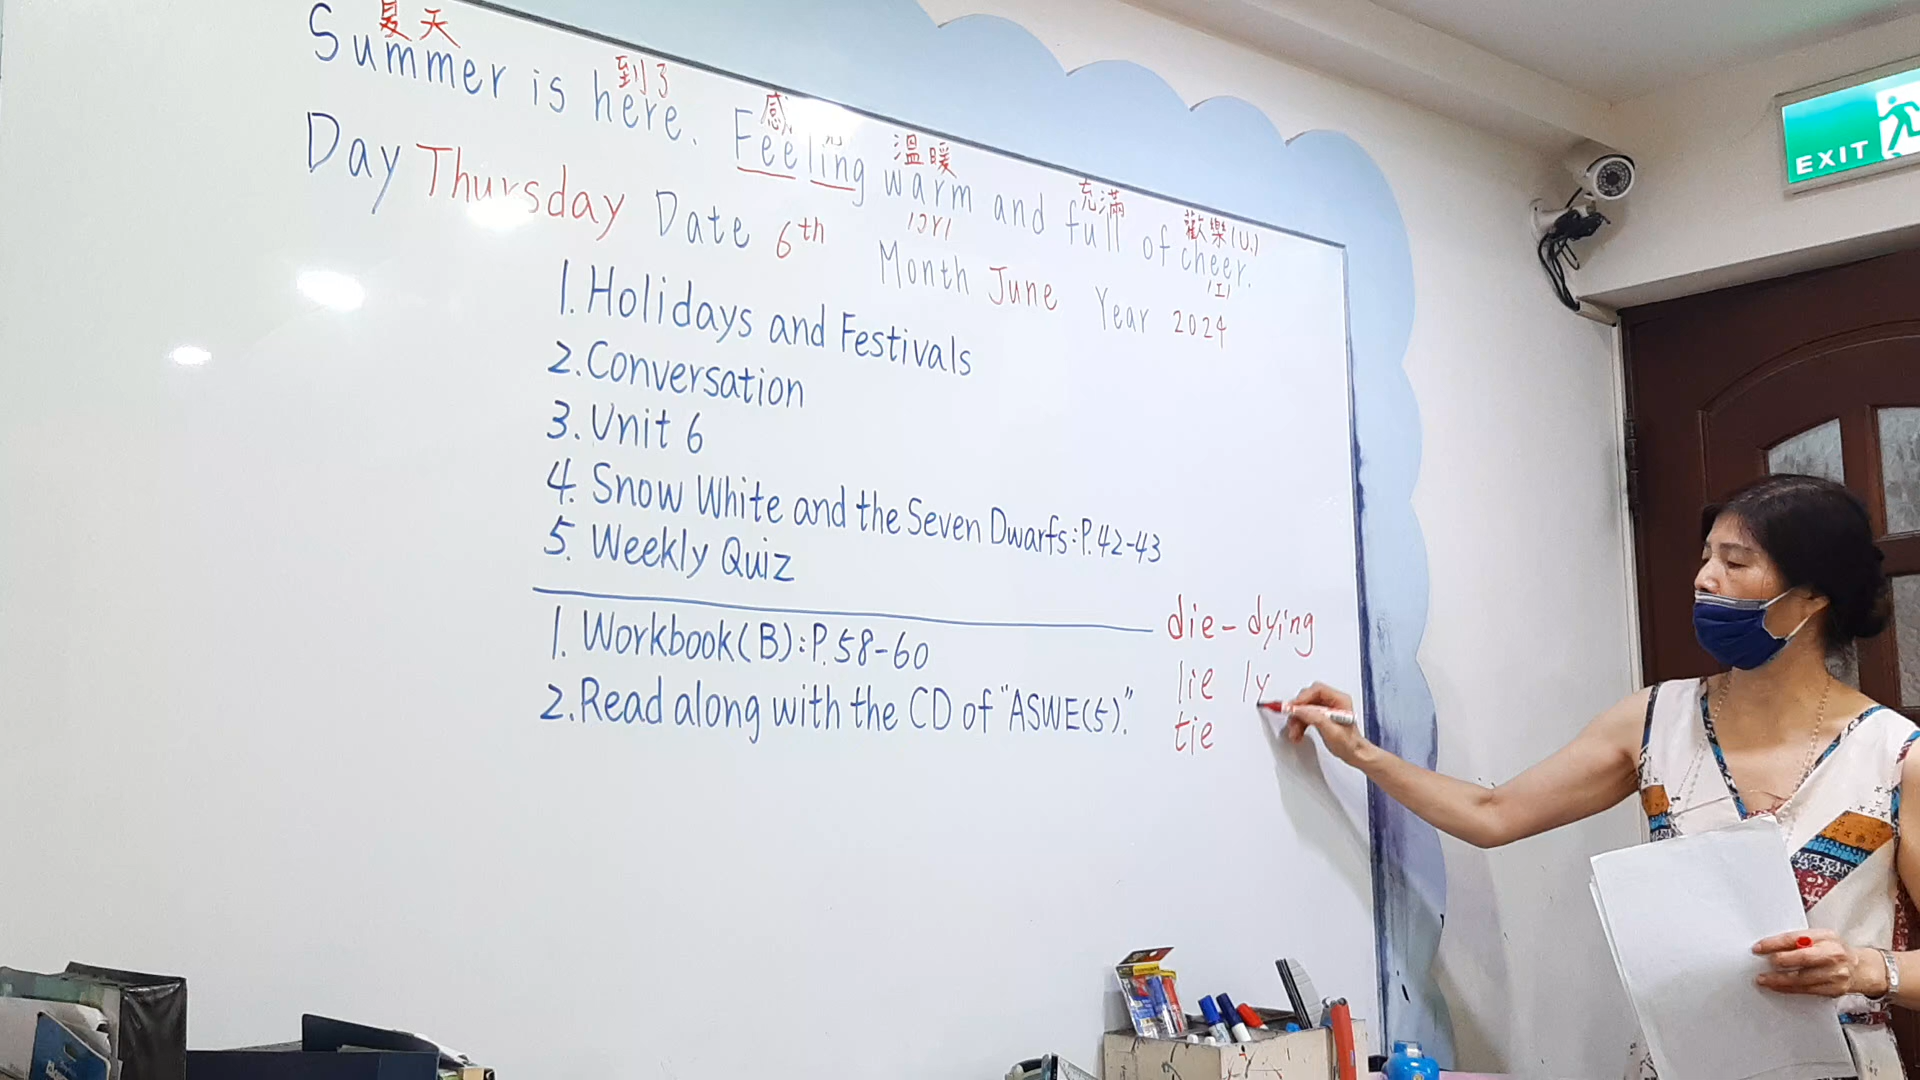 夏天 到了 感 溫暖 充滿 歡樂(U.)
Summer is here. Feeling warm and full of cheer.
/ɔr/ /ɪ/
Day Thursday Date 6th Month June Year 2024
1. Holidays and Festivals
2. Conversation
3. Unit 6
4. Snow White and the Seven Dwarfs:P.42-43
5. Weekly Quiz
1. Workbook(B):P.58-60
2. Read along with the CD of "ASWE(5)."
die - dying
lie ly
tie
EXIT